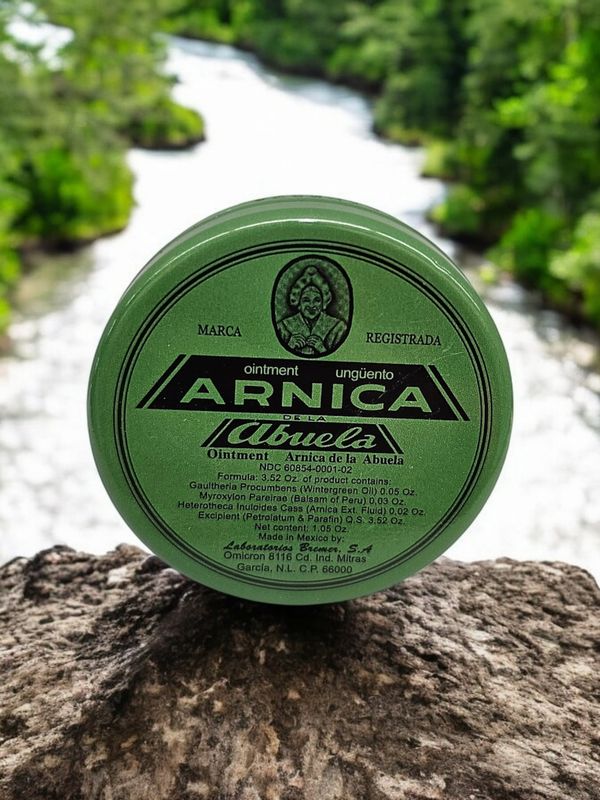 MARCA REGISTRADA
ointment ungüento
ARNICA
DE LA
Abuela
Ointment Arnica de la Abuela
NDC 60854-0001-02
Formula: 3.52 Oz. of product contains:
Gaultheria Procumbens (Wintergreen Oil) 0.05 Oz.
Myroxylon Pareirae (Balsam of Peru) 0.03 Oz.
Heterotheca Inuloides Cass (Arnica Ext. Fluid) 0.02 Oz.
Excipient (Petrolatum & Parafin) Q.S. 3.52 Oz.
Net content: 1.05 Oz.
Made in Mexico by:
Laboratorios Bremer, S.A
Omicron 8116 Cd. Ind. Mitras
García, N.L. C.P. 66000